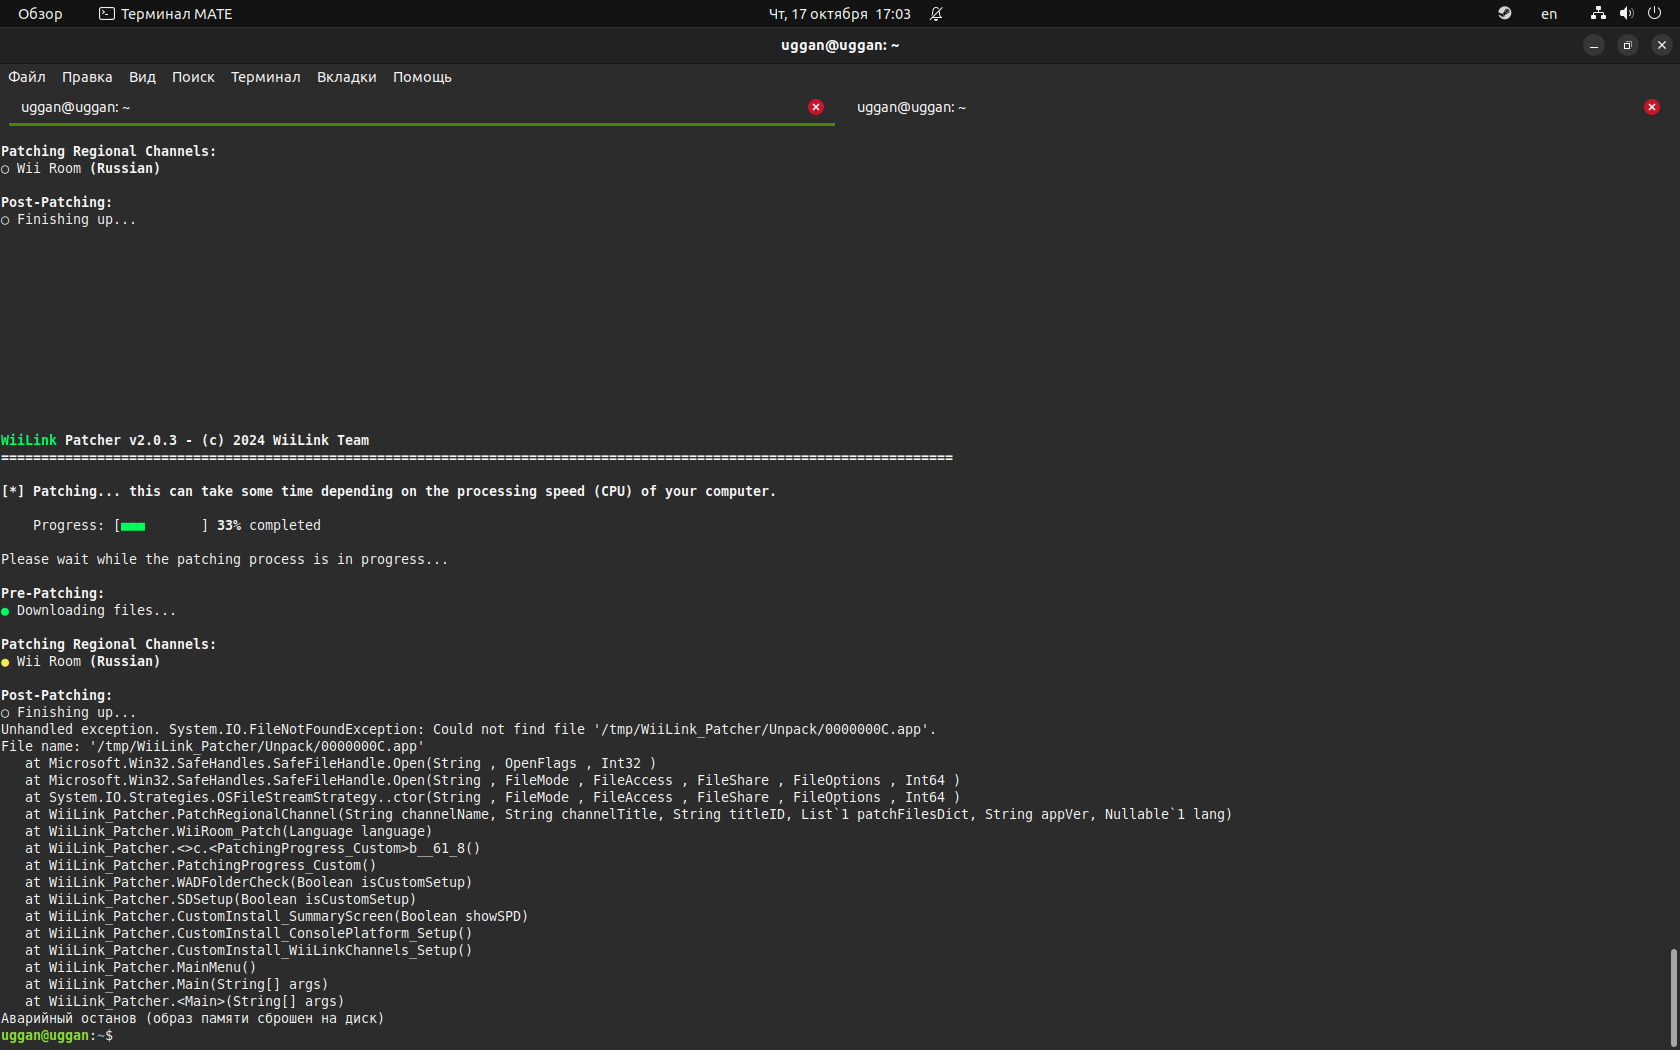 Обзор Терминал MATE Чт, 17 октября 17:03 en
uggan@uggan: ~
Файл Правка Вид Поиск Терминал Вкладки Помощь
uggan@uggan: ~ uggan@uggan: ~
Patching Regional Channels:
○ Wii Room (Russian)
Post-Patching:
○ Finishing up...
WiiLink Patcher v2.0.3 - (c) 2024 WiiLink Team
=======================================================================================================================
[*] Patching... this can take some time depending on the processing speed (CPU) of your computer.
Progress: [■■■       ] 33% completed
Please wait while the patching process is in progress...
Pre-Patching:
● Downloading files...
Patching Regional Channels:
● Wii Room (Russian)
Post-Patching:
○ Finishing up...
Unhandled exception. System.IO.FileNotFoundException: Could not find file '/tmp/WiiLink_Patcher/Unpack/0000000C.app'.
File name: '/tmp/WiiLink_Patcher/Unpack/0000000C.app'
at Microsoft.Win32.SafeHandles.SafeFileHandle.Open(String , OpenFlags , Int32 )
at Microsoft.Win32.SafeHandles.SafeFileHandle.Open(String , FileMode , FileAccess , FileShare , FileOptions , Int64 )
at System.IO.Strategies.OSFileStreamStrategy..ctor(String , FileMode , FileAccess , FileShare , FileOptions , Int64 )
at WiiLink_Patcher.PatchRegionalChannel(String channelName, String channelTitle, String titleID, List`1 patchFilesDict, String appVer, Nullable`1 lang)
at WiiLink_Patcher.WiiRoom_Patch(Language language)
at WiiLink_Patcher.<>c.<PatchingProgress_Custom>b__61_8()
at WiiLink_Patcher.PatchingProgress_Custom()
at WiiLink_Patcher.WADFolderCheck(Boolean isCustomSetup)
at WiiLink_Patcher.SDSetup(Boolean isCustomSetup)
at WiiLink_Patcher.CustomInstall_SummaryScreen(Boolean showSPD)
at WiiLink_Patcher.CustomInstall_ConsolePlatform_Setup()
at WiiLink_Patcher.CustomInstall_WiiLinkChannels_Setup()
at WiiLink_Patcher.MainMenu()
at WiiLink_Patcher.Main(String[] args)
at WiiLink_Patcher.<Main>(String[] args)
Аварийный останов (образ памяти сброшен на диск)
uggan@uggan:~$